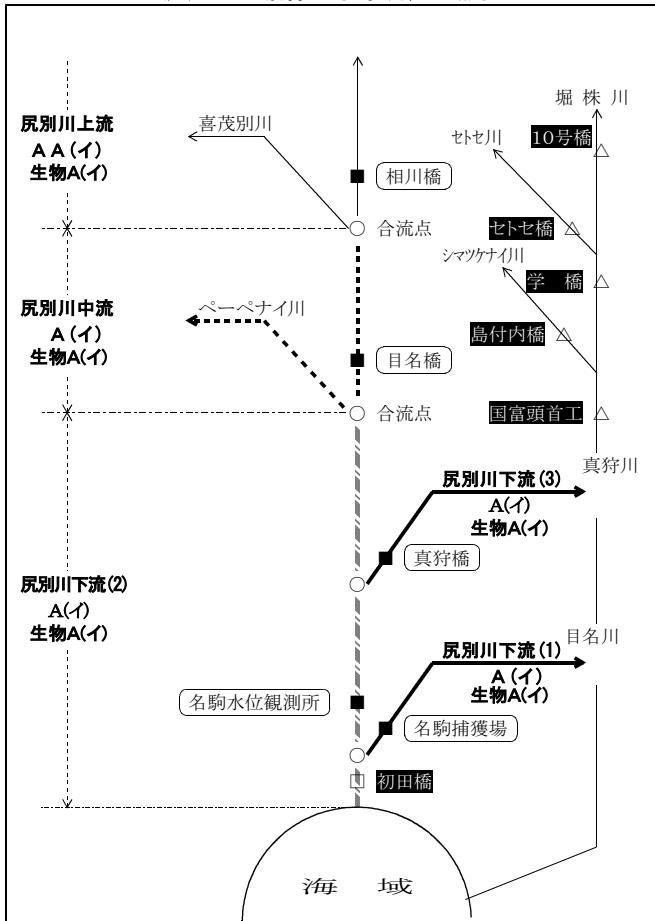 堀 株 川
尻別川上流
AA(イ)
生物A(イ)
喜茂別川
セトセ川
10号橋
相川橋
合流点
セトセ橋
シマツケナイ川
学 橋
尻別川中流
A(イ)
生物A(イ)
ペーペナイ川
島付内橋
目名橋
合流点
国富頭首工
真狩川
尻別川下流(3)
A(イ)
生物A(イ)
真狩橋
尻別川下流(2)
A(イ)
生物A(イ)
目名川
尻別川下流(1)
A(イ)
生物A(イ)
名駒水位観測所
名駒捕獲場
初田橋
海 域